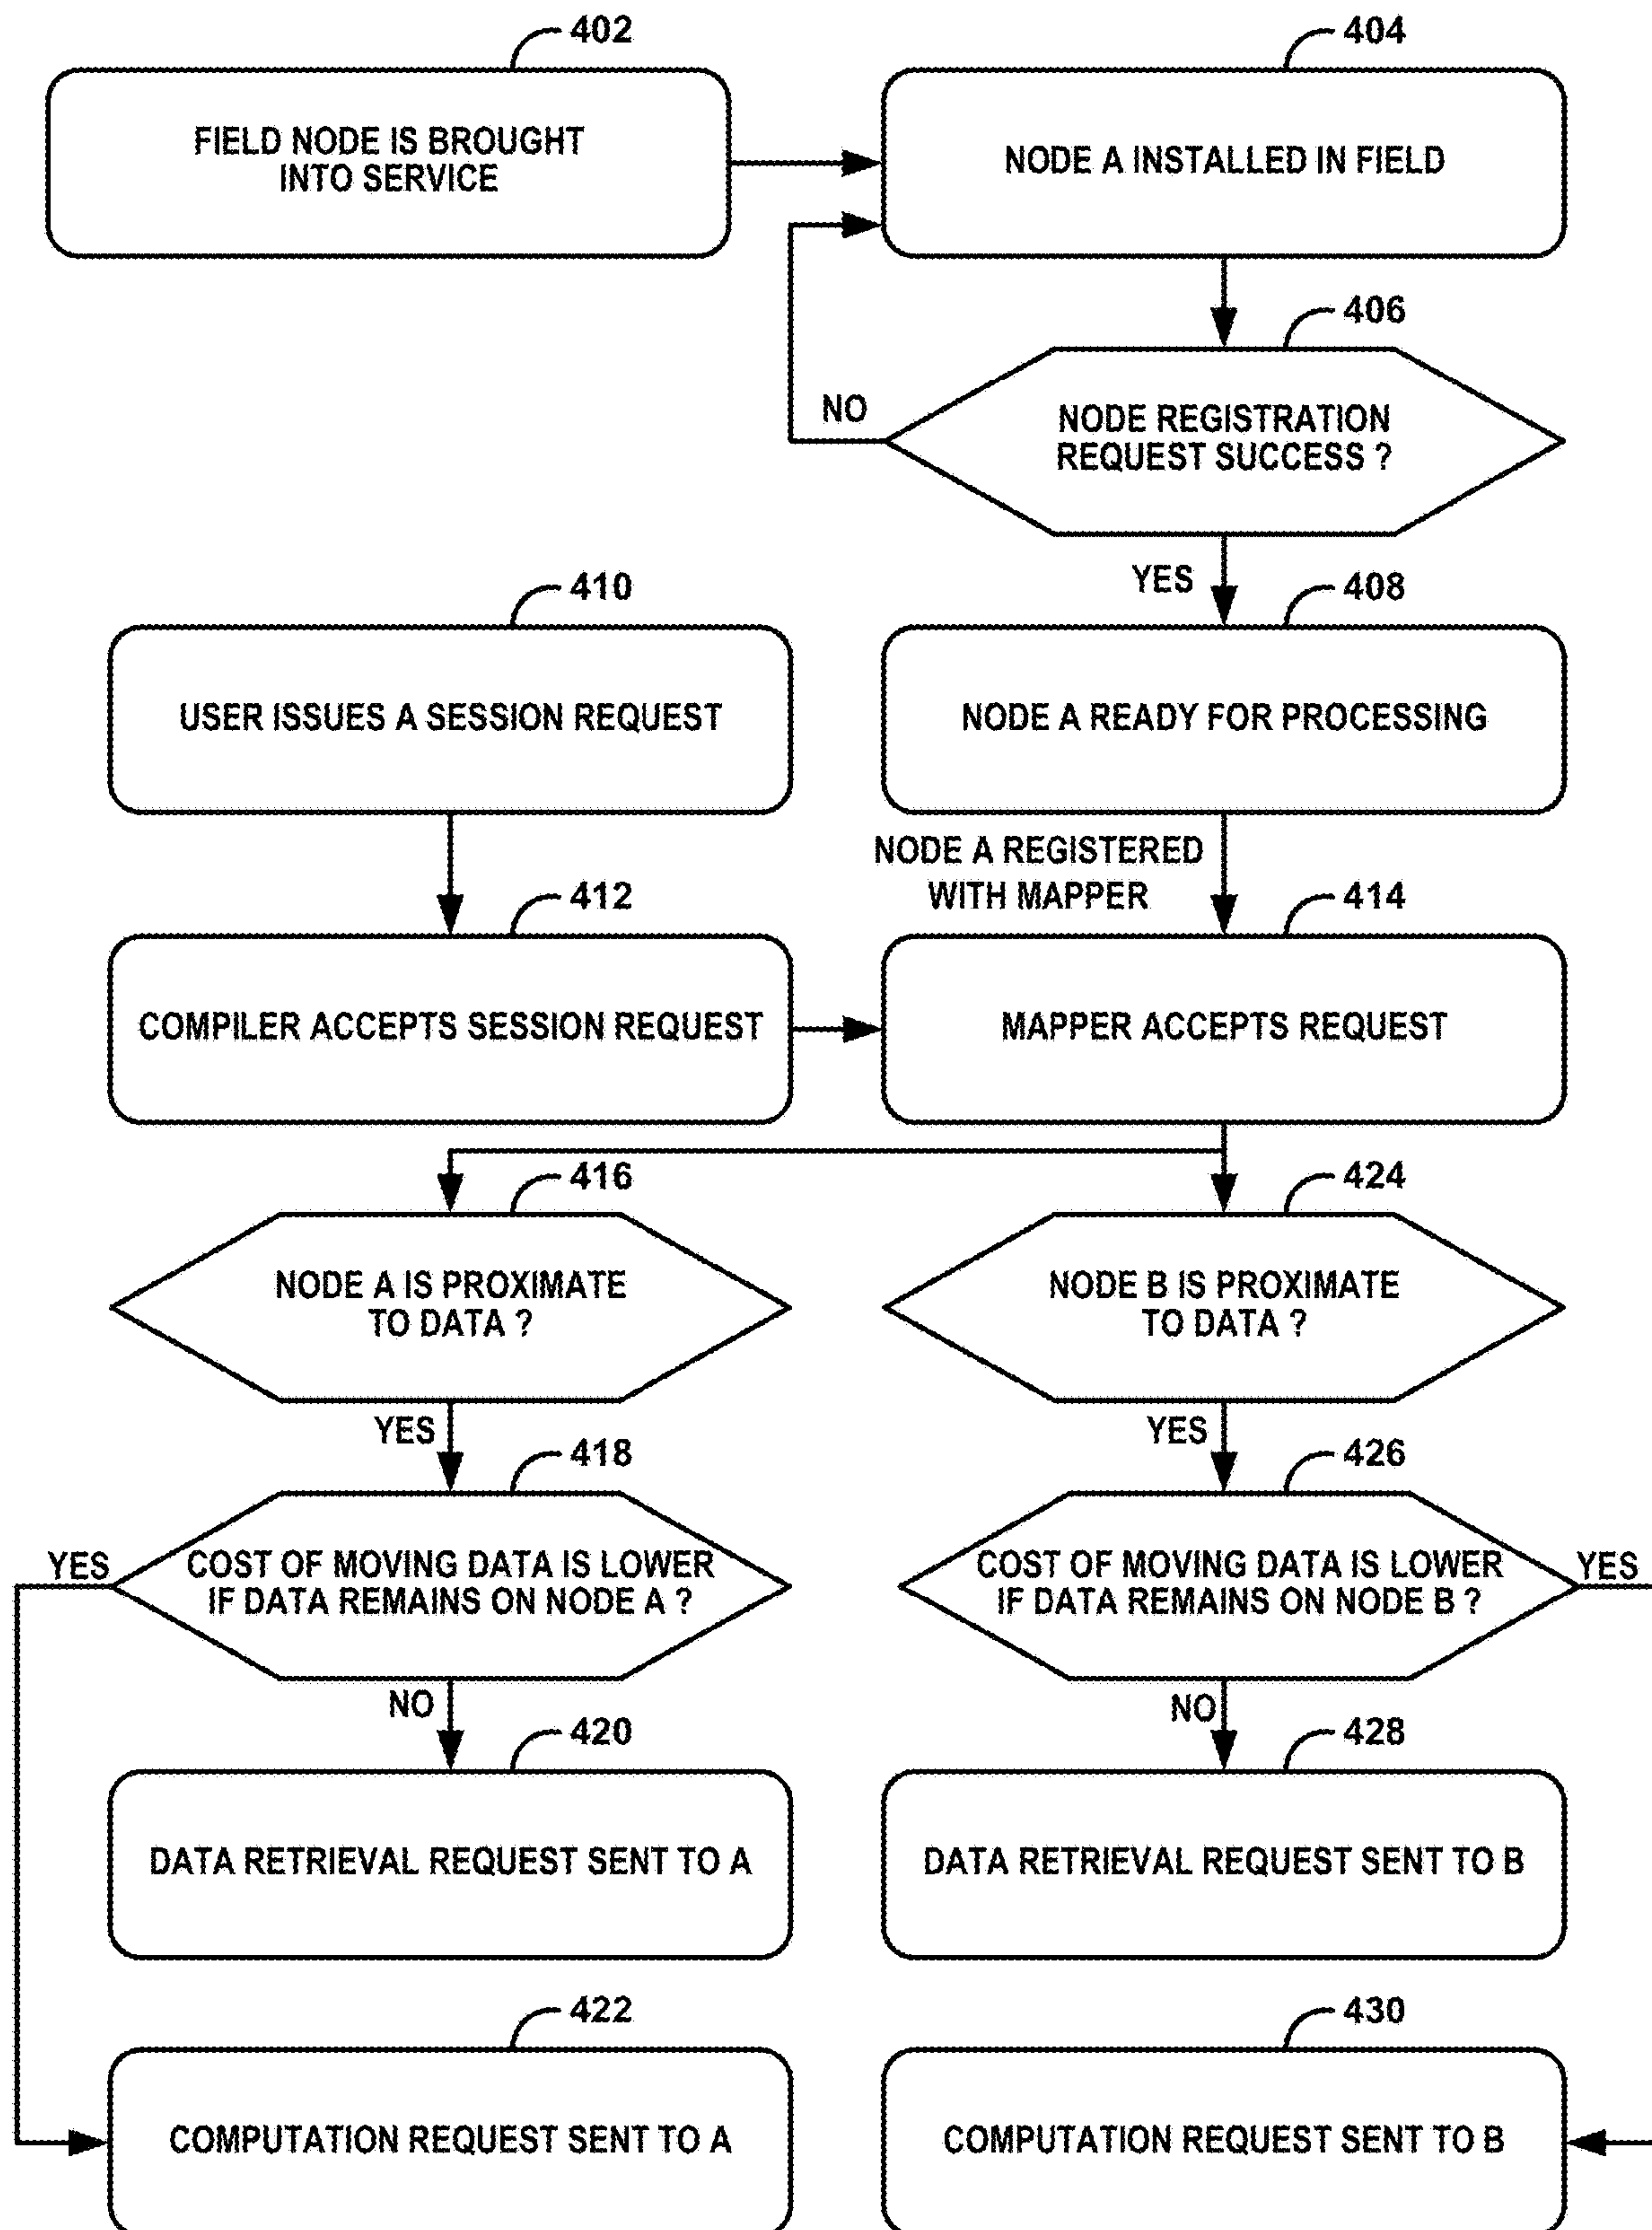 402
FIELD NODE IS BROUGHT
INTO SERVICE
404
NODE A INSTALLED IN FIELD
406
NODE REGISTRATION
REQUEST SUCCESS ?
NO
YES
408
NODE A READY FOR PROCESSING
410
USER ISSUES A SESSION REQUEST
NODE A REGISTERED
WITH MAPPER
412
COMPILER ACCEPTS SESSION REQUEST
414
MAPPER ACCEPTS REQUEST
416
NODE A IS PROXIMATE
TO DATA ?
YES
424
NODE B IS PROXIMATE
TO DATA ?
YES
418
COST OF MOVING DATA IS LOWER
IF DATA REMAINS ON NODE A ?
YES
NO
426
COST OF MOVING DATA IS LOWER
IF DATA REMAINS ON NODE B ?
YES
NO
420
DATA RETRIEVAL REQUEST SENT TO A
428
DATA RETRIEVAL REQUEST SENT TO B
422
COMPUTATION REQUEST SENT TO A
430
COMPUTATION REQUEST SENT TO B